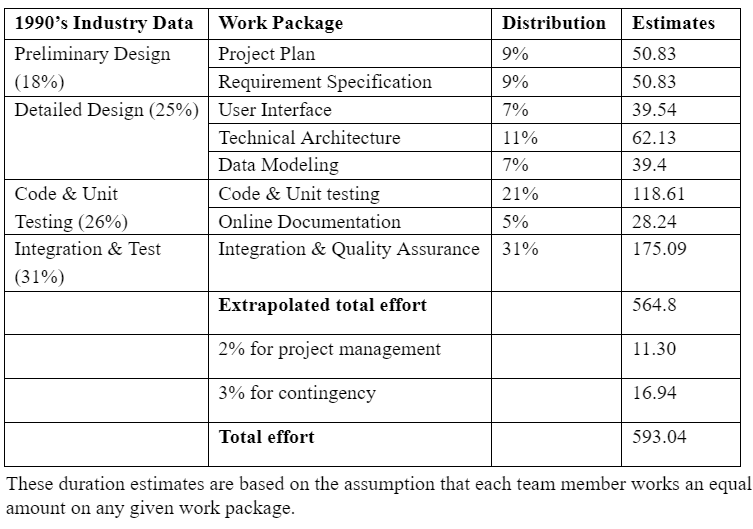 1990’s Industry Data Work Package Distribution Estimates
Preliminary Design Project Plan 9% 50.83
(18%) Requirement Specification 9% 50.83
Detailed Design (25%) User Interface 7% 39.54
Technical Architecture 11% 62.13
Data Modeling 7% 39.4
Code & Unit Code & Unit testing 21% 118.61
Testing (26%) Online Documentation 5% 28.24
Integration & Test Integration & Quality Assurance 31% 175.09
(31%)
Extrapolated total effort 564.8
2% for project management 11.30
3% for contingency 16.94
Total effort 593.04
These duration estimates are based on the assumption that each team member works an equal
amount on any given work package.